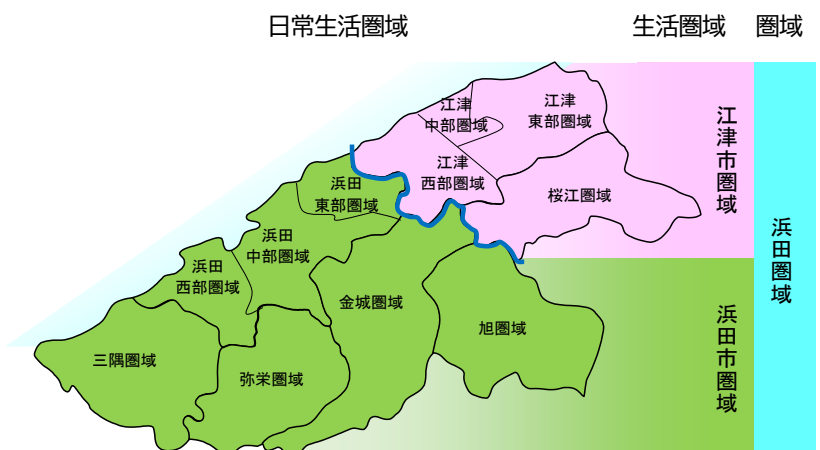 日常生活圏域
生活圏域
圏域
江津
中部圏域
江津
東部圏域
江津
西部圏域
桜江圏域
浜田
東部圏域
浜田
中部圏域
浜田
西部圏域
金城圏域
旭圏域
三隅圏域
弥栄圏域
江津市圏域
浜田市圏域
浜田圏域